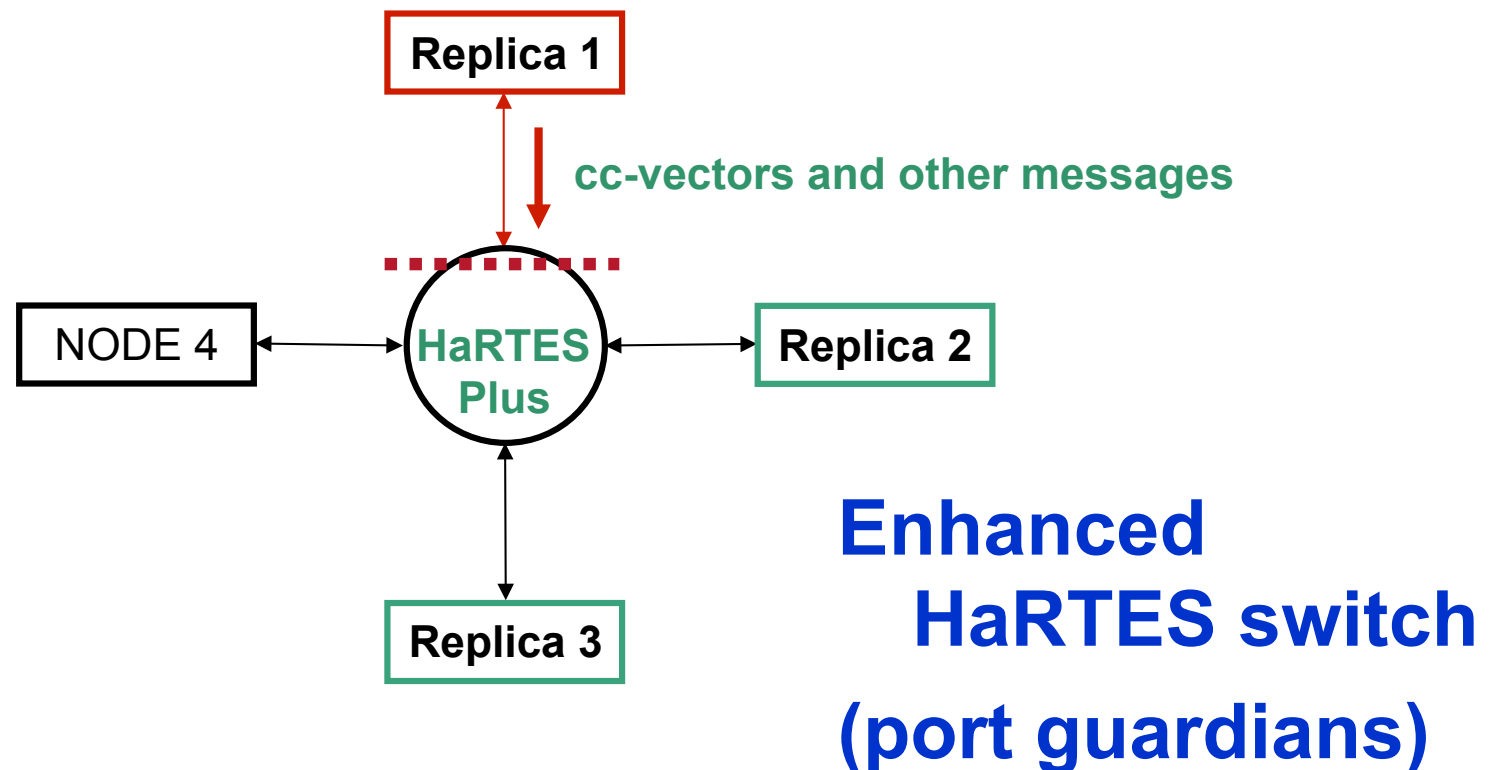 Replica 1
cc-vectors and other messages
NODE 4
HaRTES
Plus
Replica 2
Replica 3
Enhanced
HaRTES switch
(port guardians)